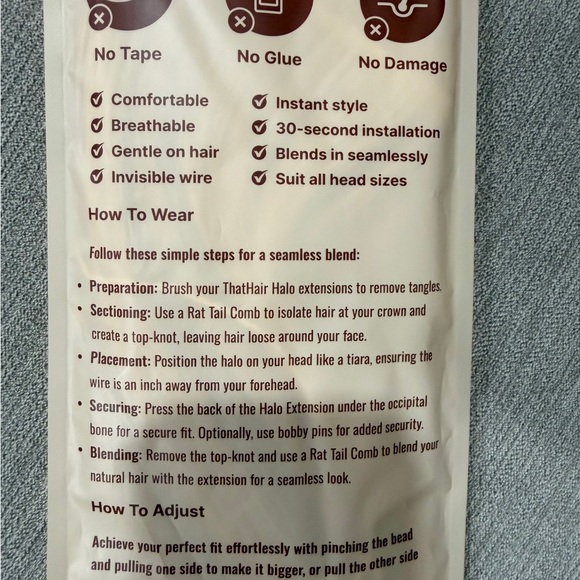 No Tape No Glue No Damage
Comfortable Instant style
Breathable 30-second installation
Gentle on hair Blends in seamlessly
Invisible wire Suit all head sizes
How To Wear
Follow these simple steps for a seamless blend:
• Preparation: Brush your ThatHair Halo extensions to remove tangles.
• Sectioning: Use a Rat Tail Comb to isolate hair at your crown and
create a top-knot, leaving hair loose around your face.
• Placement: Position the halo on your head like a tiara, ensuring the
wire is an inch away from your forehead.
• Securing: Press the back of the Halo Extension under the occipital
bone for a secure fit. Optionally, use bobby pins for added security.
• Blending: Remove the top-knot and use a Rat Tail Comb to blend your
natural hair with the extension for a seamless look.
How To Adjust
Achieve your perfect fit effortlessly with pinching the bead
and pulling one side to make it bigger, or pull the other side